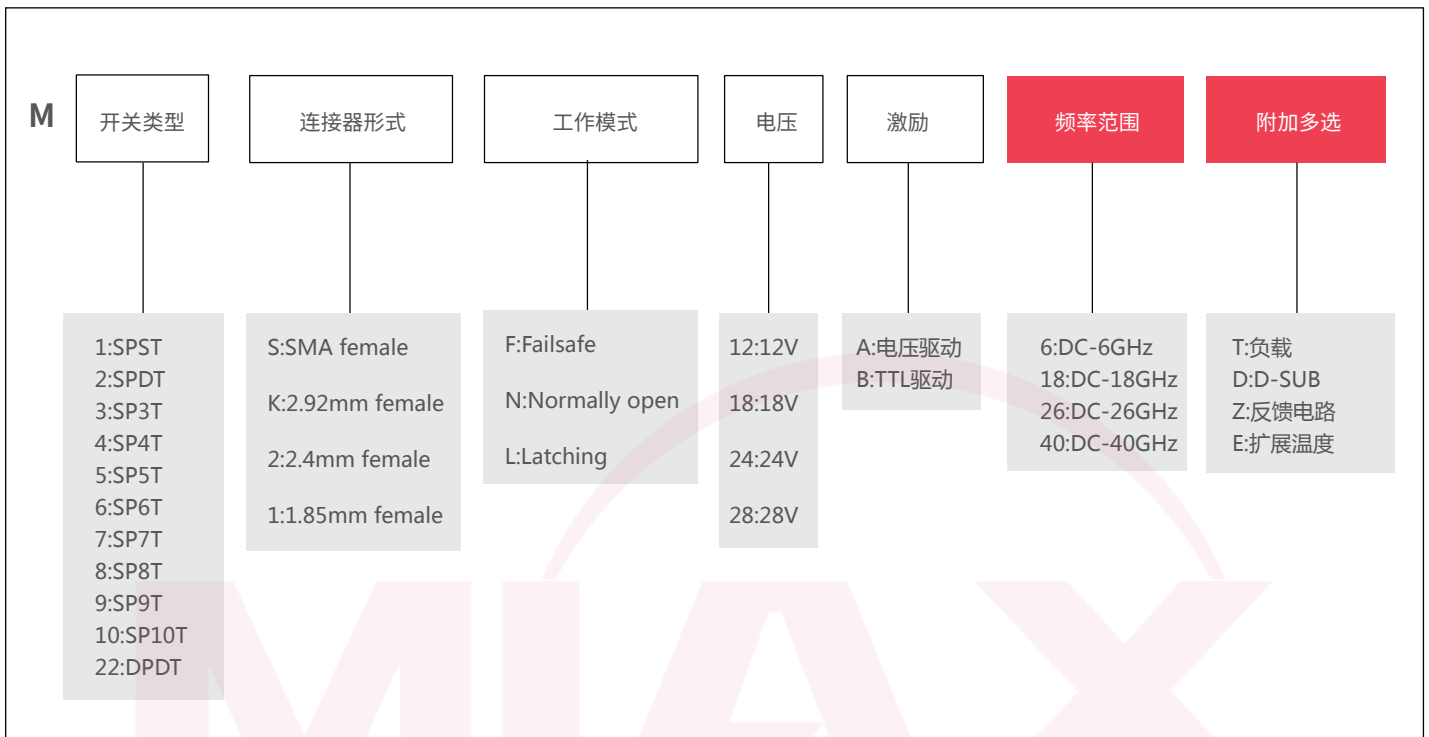 M
开关类型
连接器形式
工作模式
电压
激励
频率范围
附加多选
1:SPST
2:SPDT
3:SP3T
4:SP4T
5:SP5T
6:SP6T
7:SP7T
8:SP8T
9:SP9T
10:SP10T
22:DPDT
S:SMA female
K:2.92mm female
2:2.4mm female
1:1.85mm female
F:Failsafe
N:Normally open
L:Latching
12:12V
18:18V
24:24V
28:28V
A:电压驱动
B:TTL驱动
6:DC-6GHz
18:DC-18GHz
26:DC-26GHz
40:DC-40GHz
T:负载
D:D-SUB
Z:反馈电路
E:扩展温度
MIAX